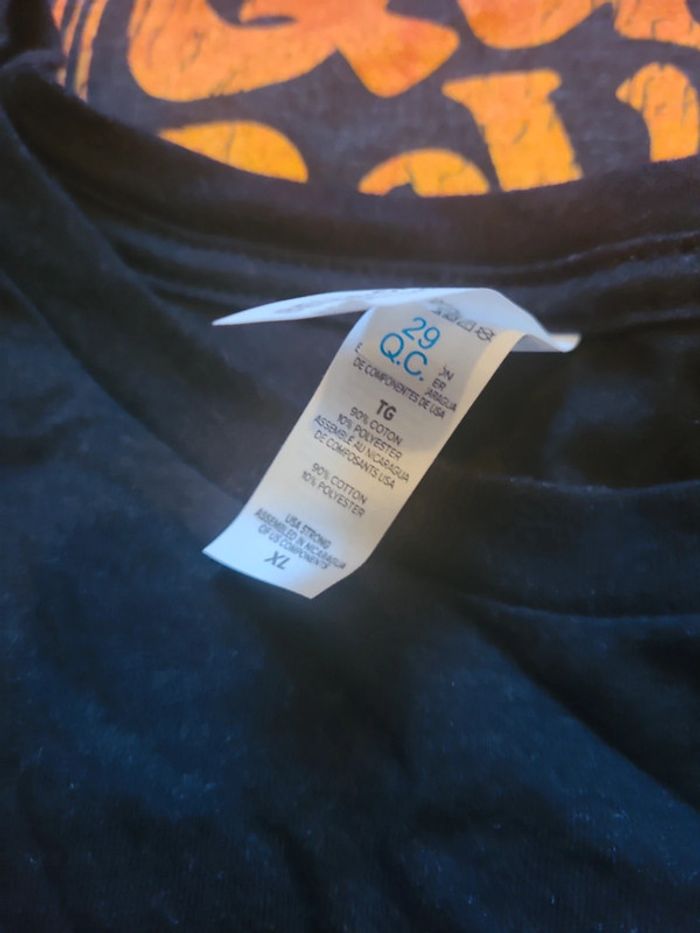 29
Q.C.
DE COMPONENTES DE USA
TG
90% COTON
10% POLYESTER
ASSEMBLÉ AU NICARAGUA
DE COMPOSANTS USA
90% COTTON
10% POLYESTER
USA STRONG
ASSEMBLED IN NICARAGUA
OF US COMPONENTS
XL